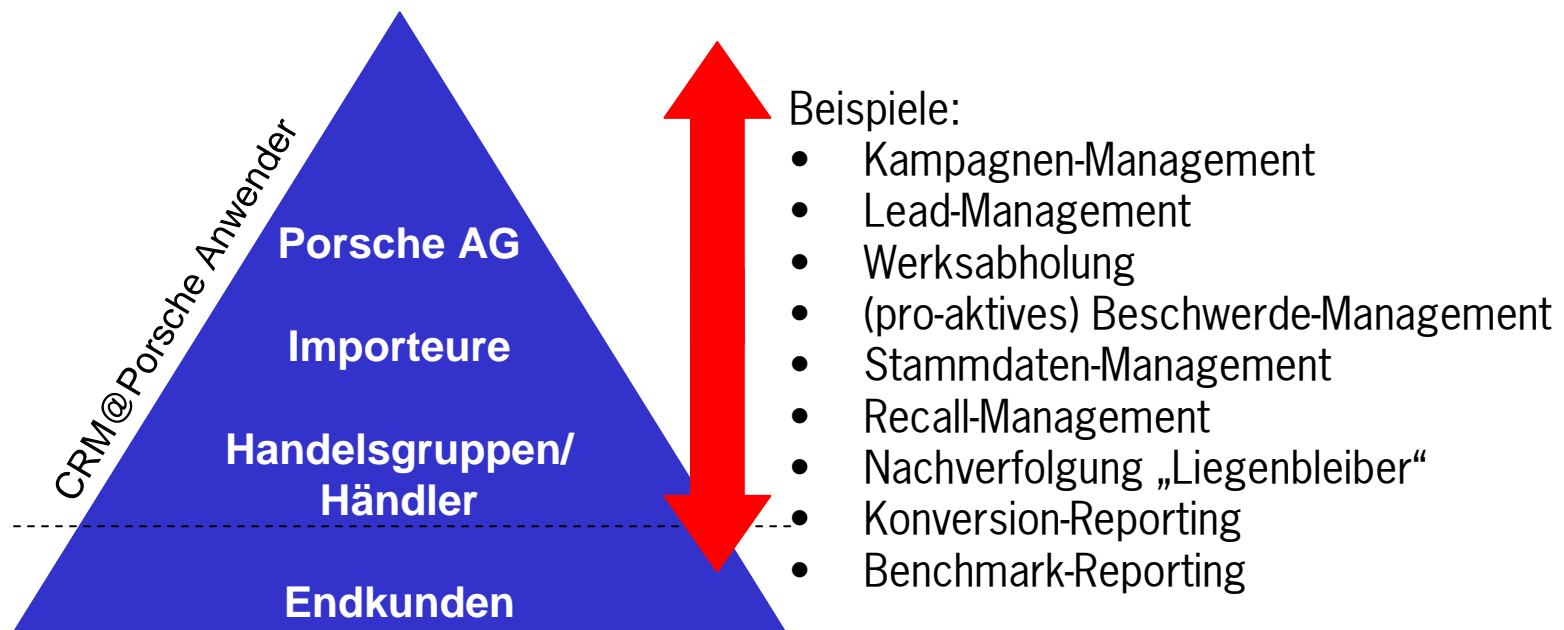 CRM@Porsche Anwender
Porsche AG
Importeure
Handelsgruppen/
Händler
Endkunden
Beispiele:
• Kampagnen-Management
• Lead-Management
• Werksabholung
• (pro-aktives) Beschwerde-Management
• Stammdaten-Management
• Recall-Management
• Nachverfolgung „Liegenbleiber“
• Konversion-Reporting
• Benchmark-Reporting